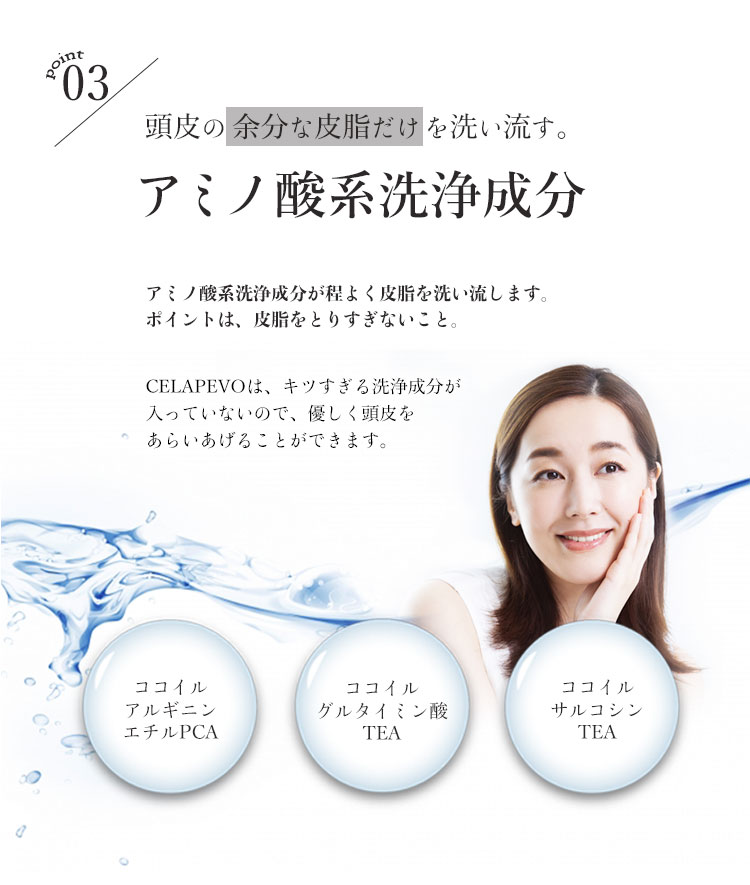 point
03
頭皮の余分な皮脂だけを洗い流す。
アミノ酸系洗浄成分
アミノ酸系洗浄成分が程よく皮脂を洗い流します。
ポイントは、皮脂をとりすぎないこと。
CELAPEVOは、キツすぎる洗浄成分が
入っていないので、優しく頭皮を
あらいあげることができます。
ココイル
アルギニン
エチルPCA
ココイル
グルタイミン酸
TEA
ココイル
サルコシン
TEA